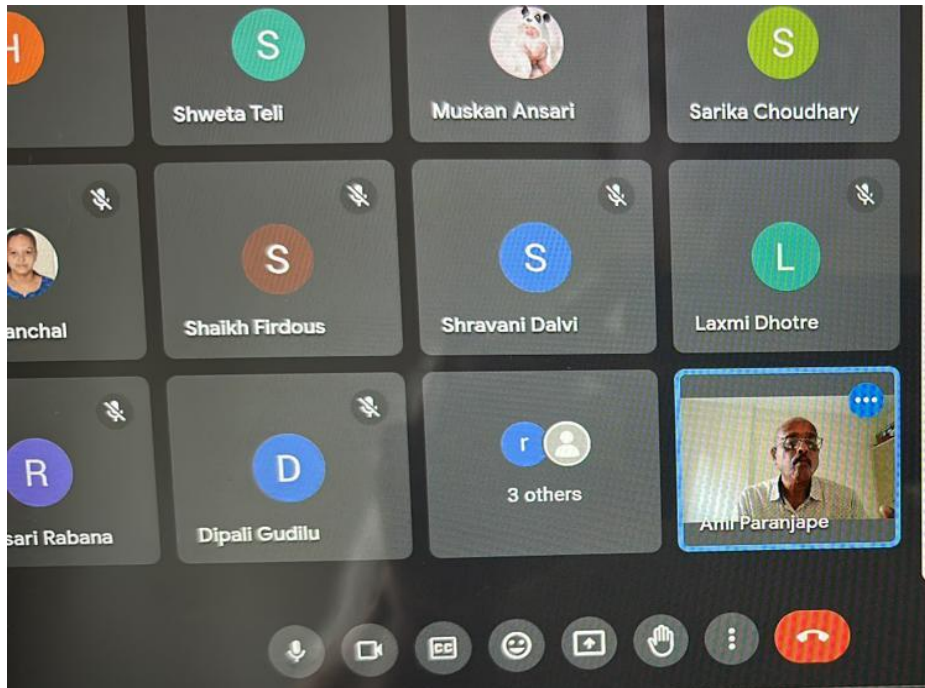 H
S
S
Shweta Teli
Muskan Ansari
Sarika Choudhary
S
S
L
anchal
Shaikh Firdous
Shravani Dalvi
Laxmi Dhotre
R
D
r
3 others
sari Rabana
Dipali Gudilu
Anil Paranjape
CC